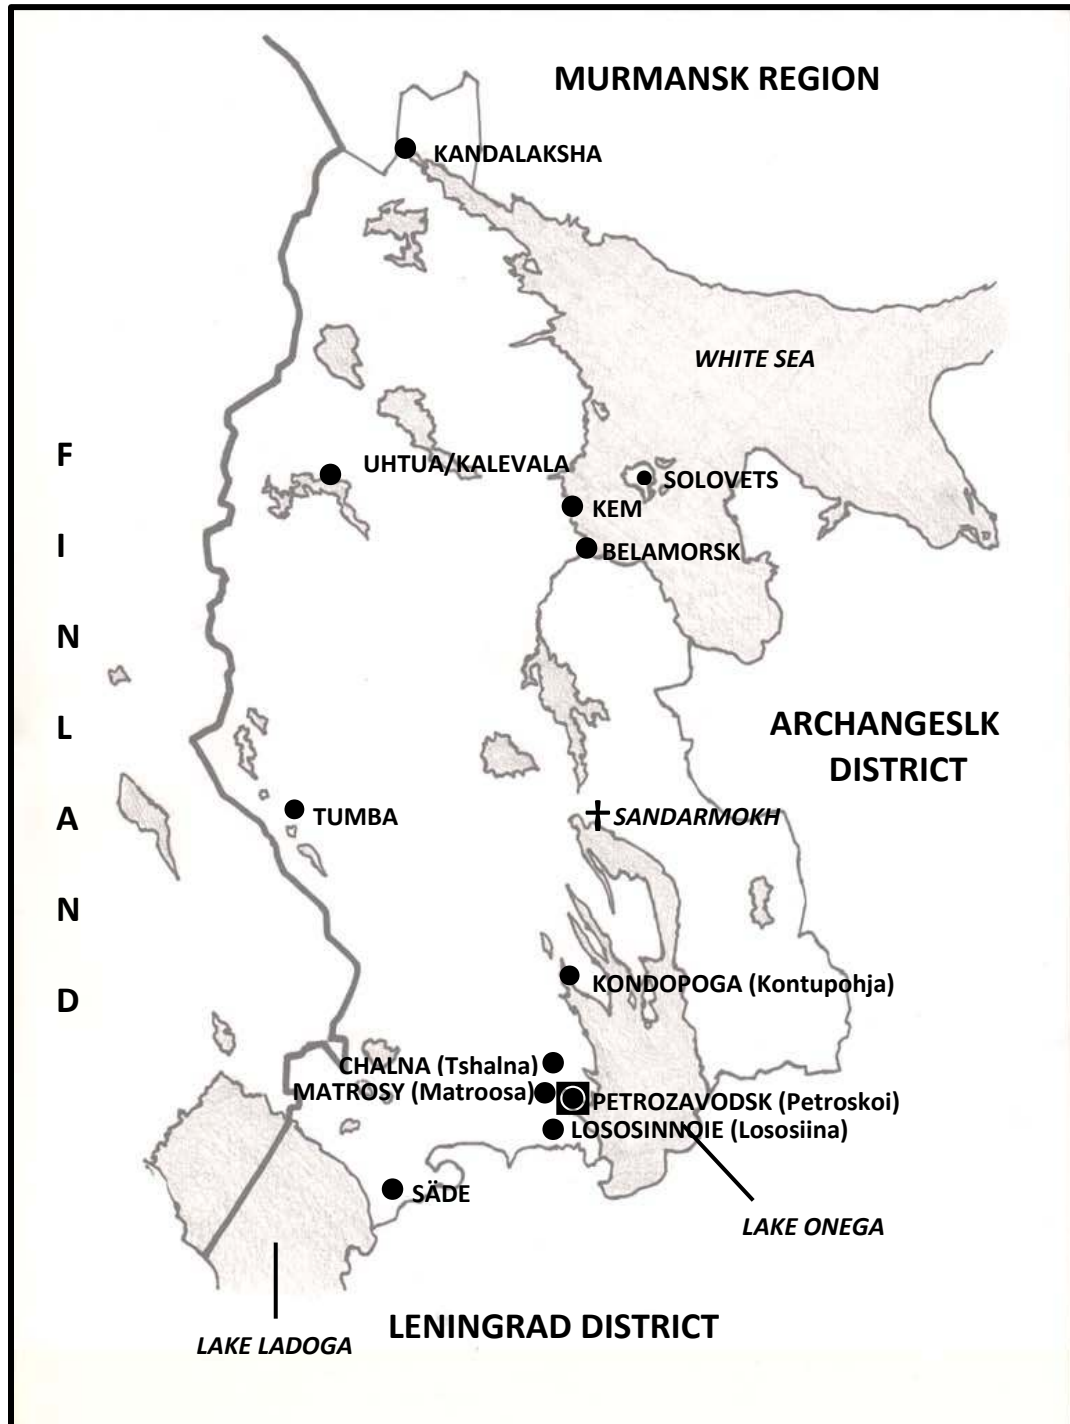 MURMANSK REGION
KANDALAKSHA
WHITE SEA
F
I
N
L
A
N
D
UHTUA/KALEVALA
SOLOVETS
KEM
BELAMORSK
ARCHANGESLK
DISTRICT
TUMBA
SANDARMOKH
KONDOPOGA (Kontupohja)
CHALNA (Tshalna)
MATROSY (Matroosa)
PETROZAVODSK (Petroskoi)
LOSOSINNOIE (Lososiina)
SÄDE
LAKE ONEGA
LENINGRAD DISTRICT
LAKE LADOGA